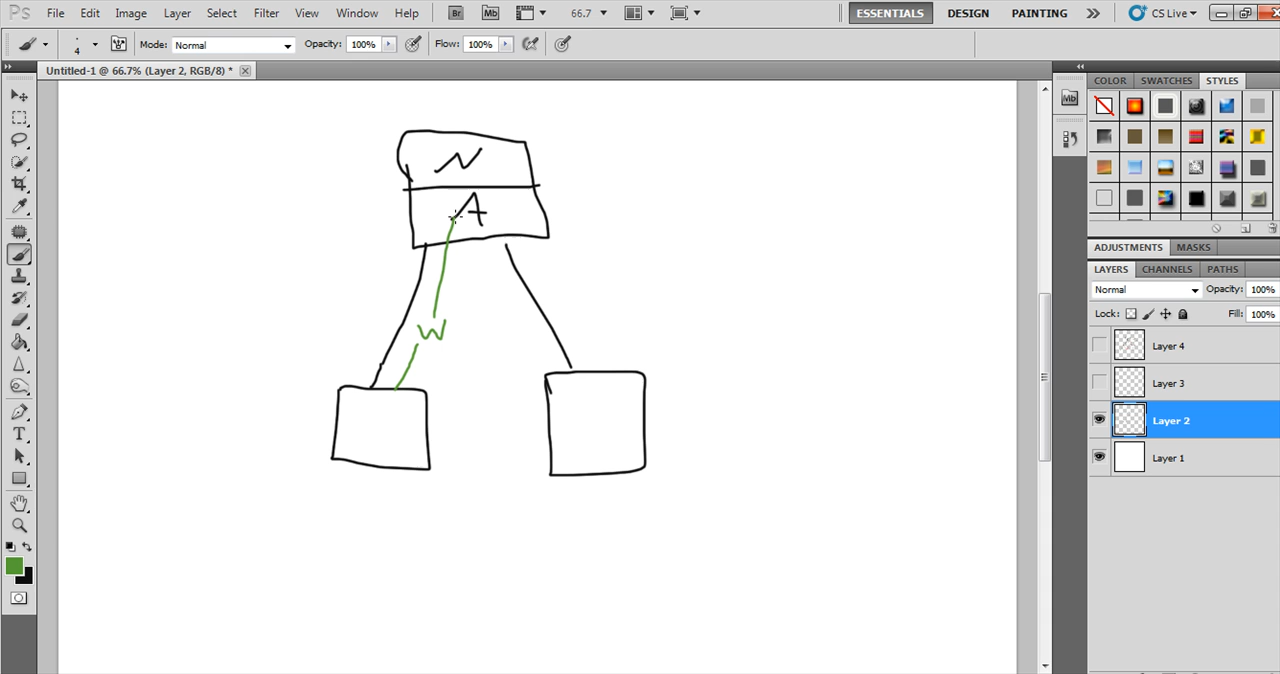 Ps File Edit Image Layer Select Filter View Window Help Br Mb 66.7 ESSENTIALS DESIGN PAINTING CS Live
4 Mode: Normal Opacity: 100% Flow: 100%
Untitled-1 @ 66.7% (Layer 2, RGB/8) *
Mb
COLOR SWATCHES STYLES
N
A
W
ADJUSTMENTS MASKS
LAYERS CHANNELS PATHS
Normal Opacity: 100%
Lock: Fill: 100%
Layer 4
Layer 3
Layer 2
Layer 1
T